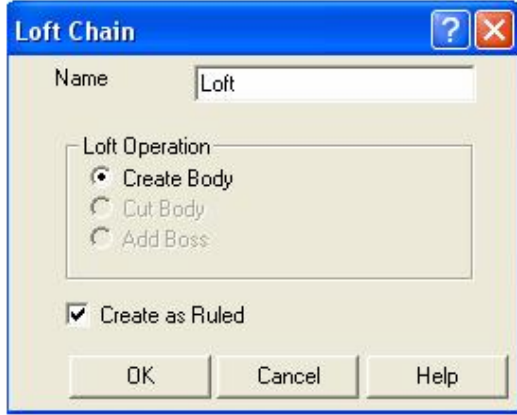 Loft Chain
?
Name
Loft
Loft Operation
Create Body
Cut Body
Add Boss
Create as Ruled
OK Cancel Help